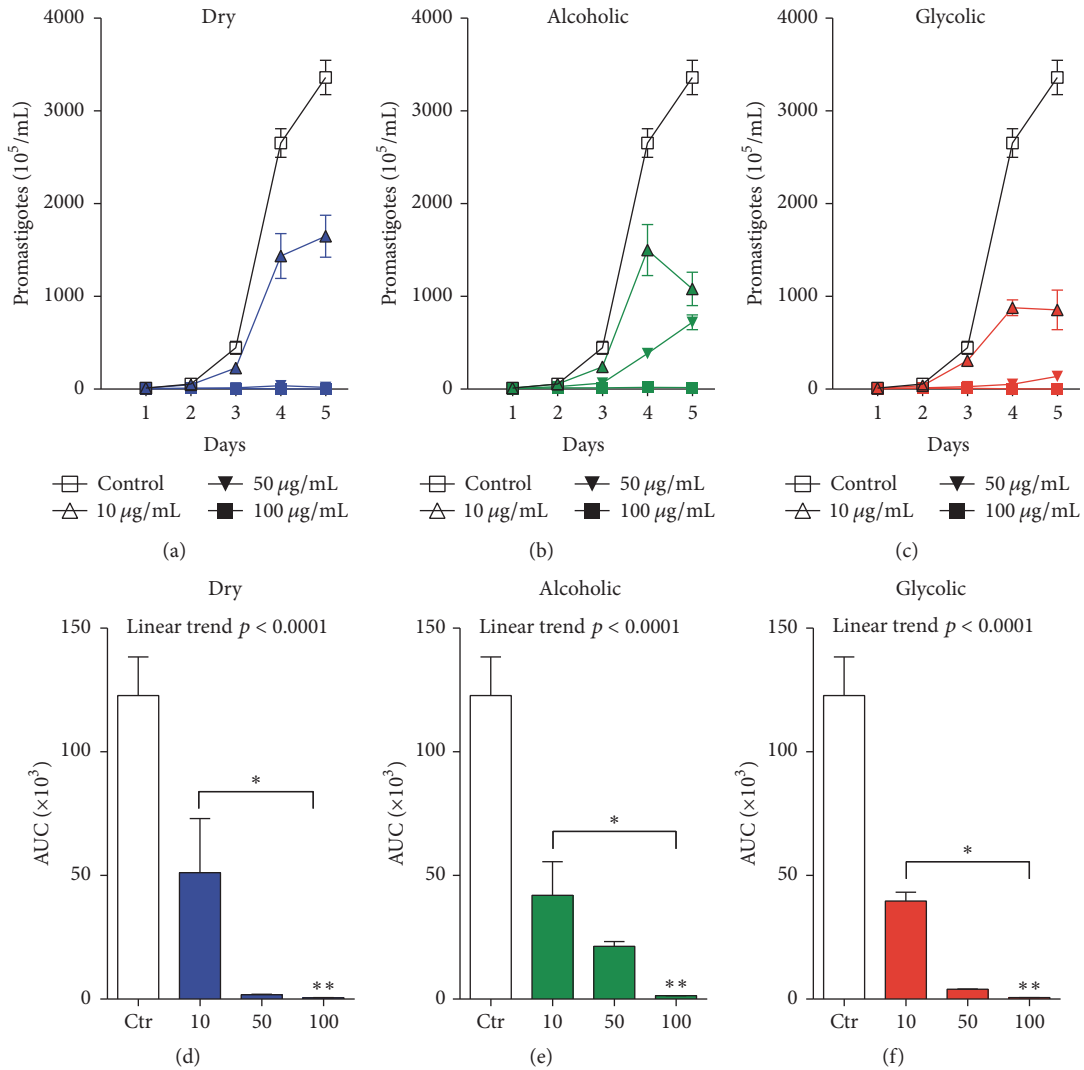 Dry
Promastigotes (10⁵/mL)
4000
3000
2000
1000
0
1 2 3 4 5
Days
Control 50 μg/mL
10 μg/mL 100 μg/mL
(a)
Alcoholic
Promastigotes (10⁵/mL)
4000
3000
2000
1000
0
1 2 3 4 5
Days
Control 50 μg/mL
10 μg/mL 100 μg/mL
(b)
Glycolic
Promastigotes (10⁵/mL)
4000
3000
2000
1000
0
1 2 3 4 5
Days
Control 50 μg/mL
10 μg/mL 100 μg/mL
(c)
Dry
Linear trend p < 0.0001
AUC (×10³)
150
100
50
0
*
**
Ctr 10 50 100
(d)
Alcoholic
Linear trend p < 0.0001
AUC (×10³)
150
100
50
0
*
**
Ctr 10 50 100
(e)
Glycolic
Linear trend p < 0.0001
AUC (×10³)
150
100
50
0
*
**
Ctr 10 50 100
(f)